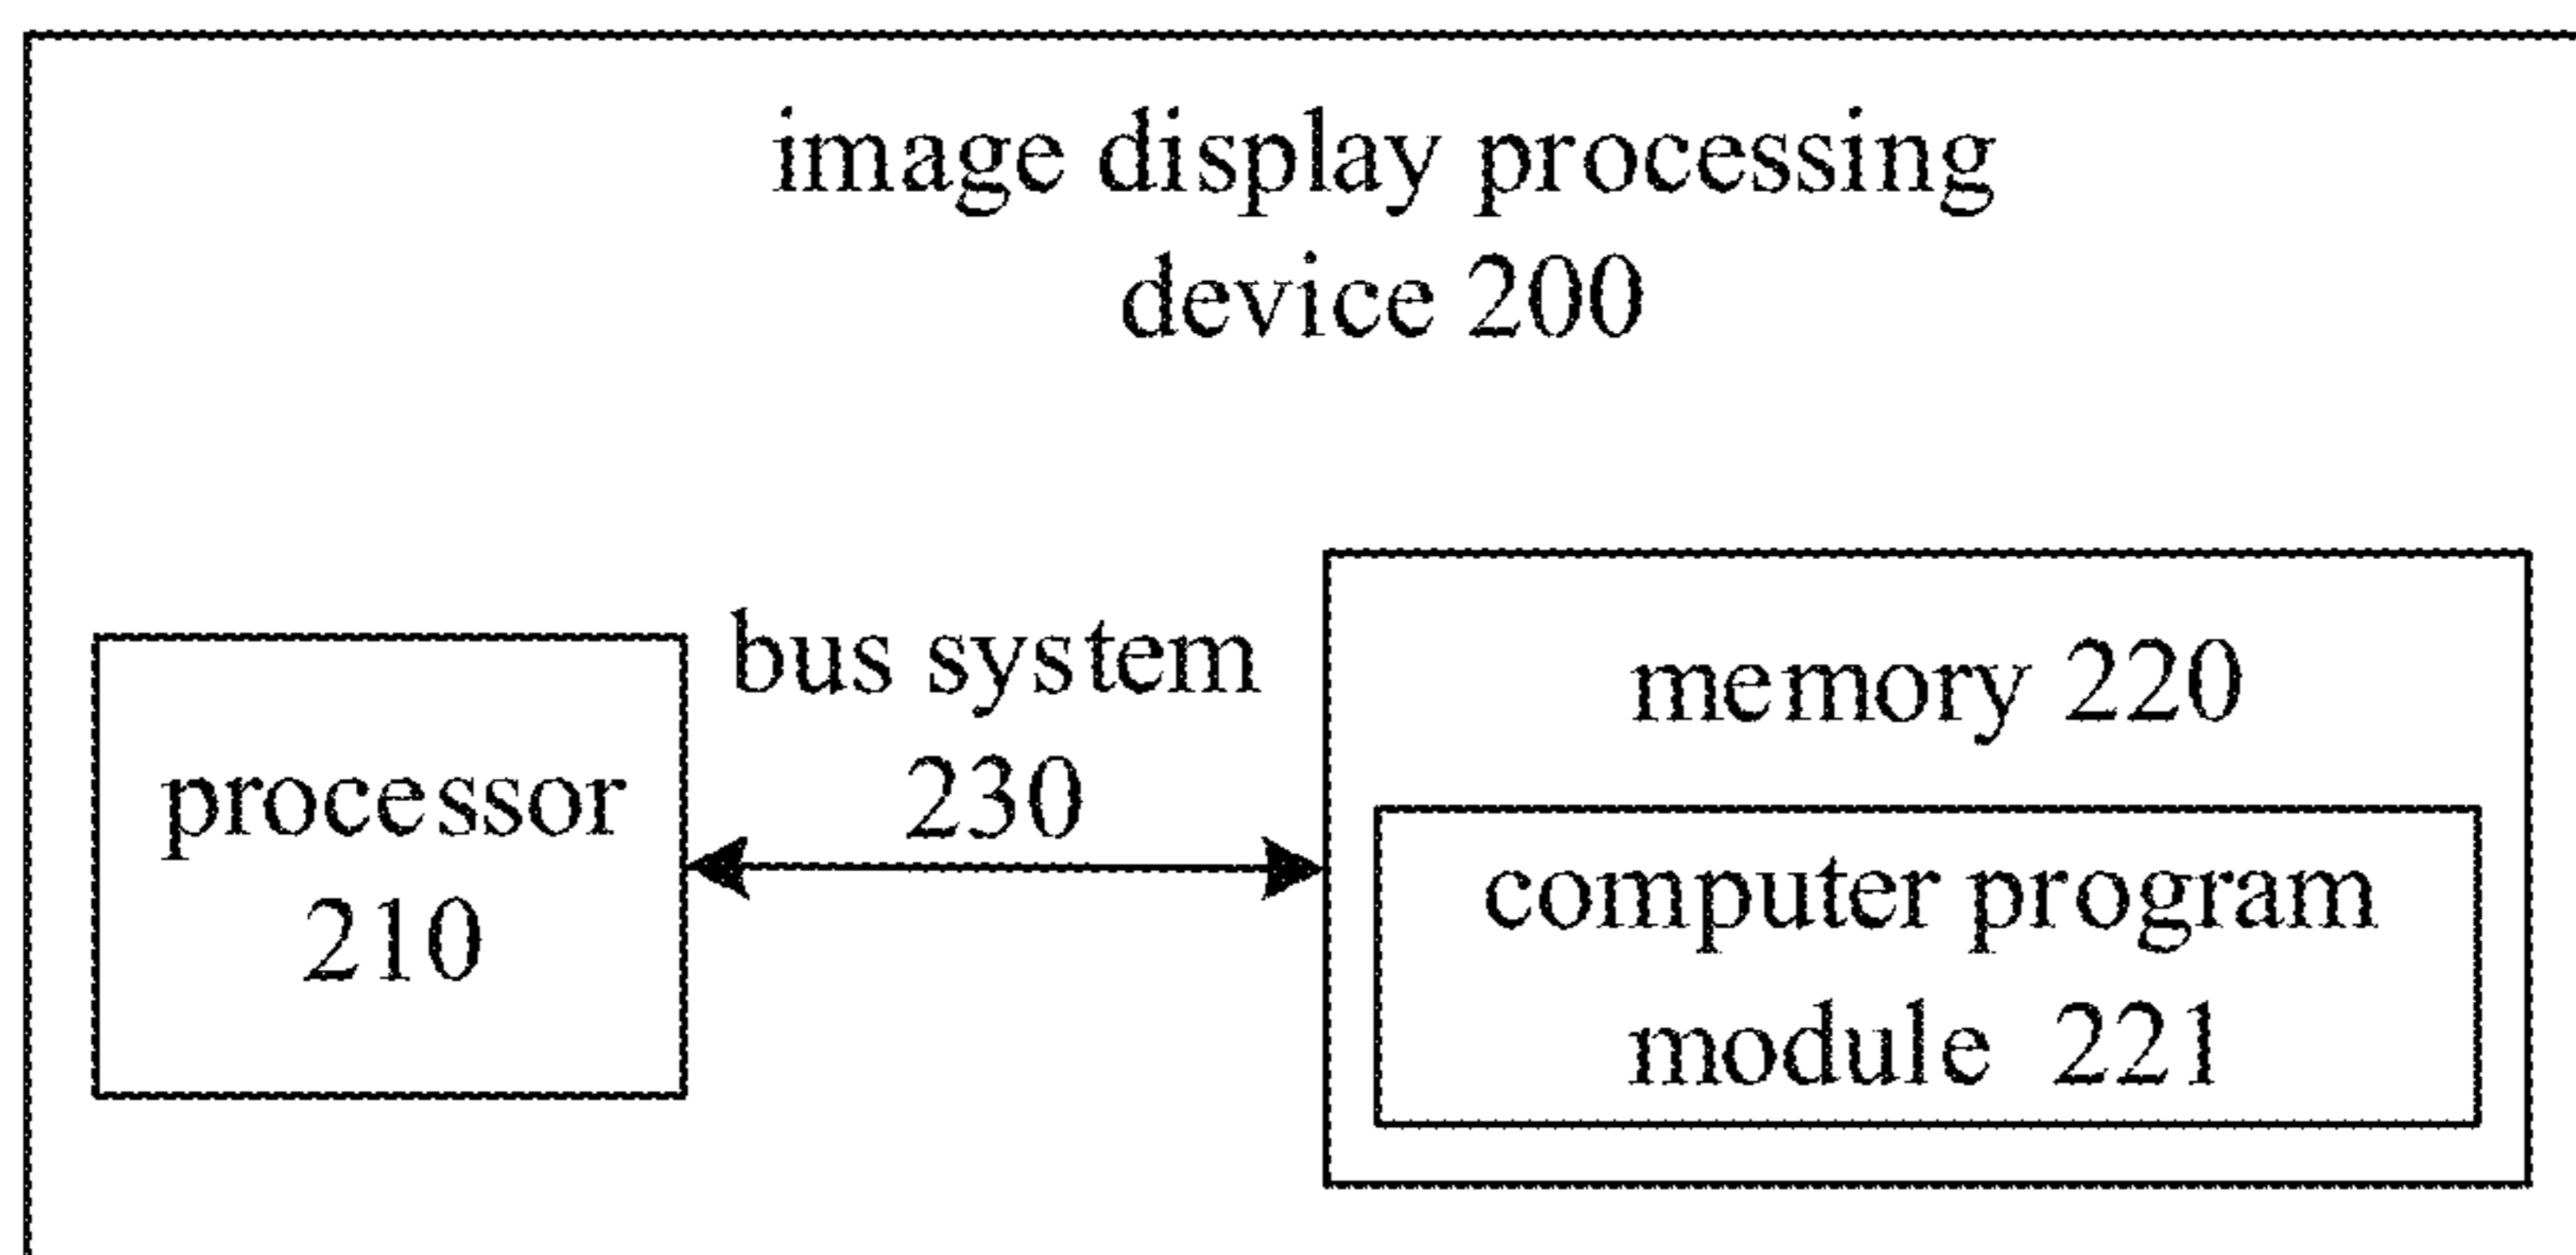 image display processing
device 200
bus system
230
processor
210
memory 220
computer program
module 221